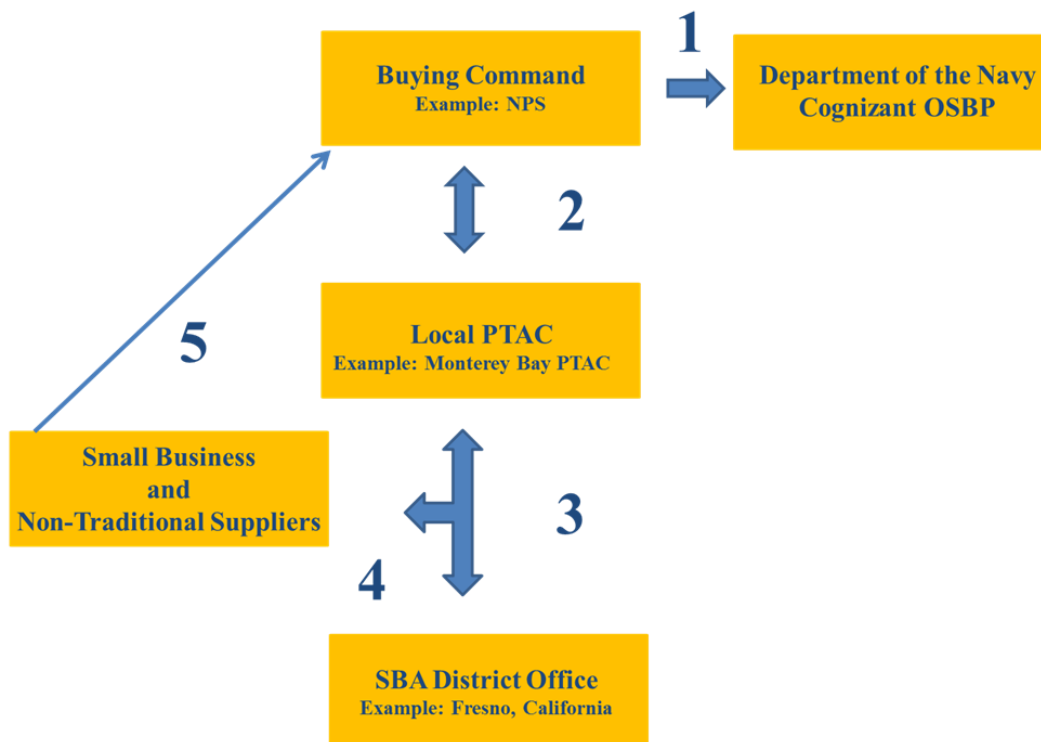 1
Buying Command
Example: NPS
Department of the Navy
Cognizant OSBP
2
Local PTAC
Example: Monterey Bay PTAC
5
Small Business
and
Non-Traditional Suppliers
3
4
SBA District Office
Example: Fresno, California